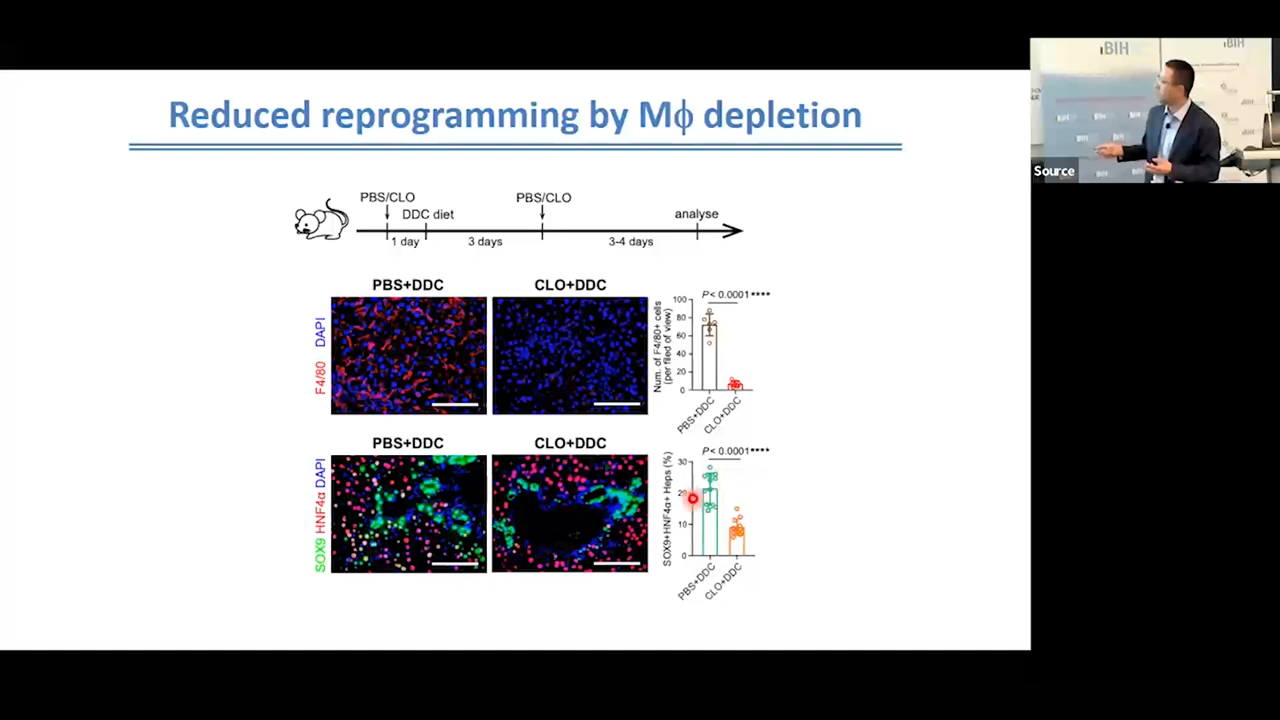 Reduced reprogramming by Mϕ depletion
PBS/CLO
DDC diet
PBS/CLO
analyse
1 day
3 days
3-4 days
PBS+DDC
CLO+DDC
F4/80 DAPI
Num. of F4/80+ cells
(per filed of view)
P< 0.0001 ****
100
80
60
40
20
0
PBS+DDC
CLO+DDC
PBS+DDC
CLO+DDC
SOX9 HNF4α DAPI
SOX9+HNF4α+ Heps (%)
P< 0.0001 ****
30
20
10
0
PBS+DDC
CLO+DDC
BIH
BIH
BIH
Source